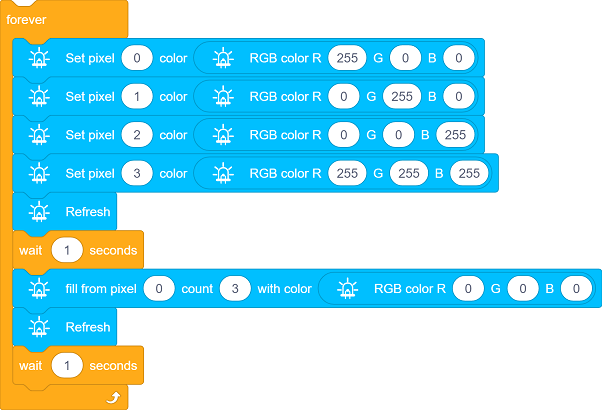 forever
Set pixel 0 color RGB color R 255 G 0 B 0
Set pixel 1 color RGB color R 0 G 255 B 0
Set pixel 2 color RGB color R 0 G 0 B 255
Set pixel 3 color RGB color R 255 G 255 B 255
Refresh
wait 1 seconds
fill from pixel 0 count 3 with color RGB color R 0 G 0 B 0
Refresh
wait 1 seconds